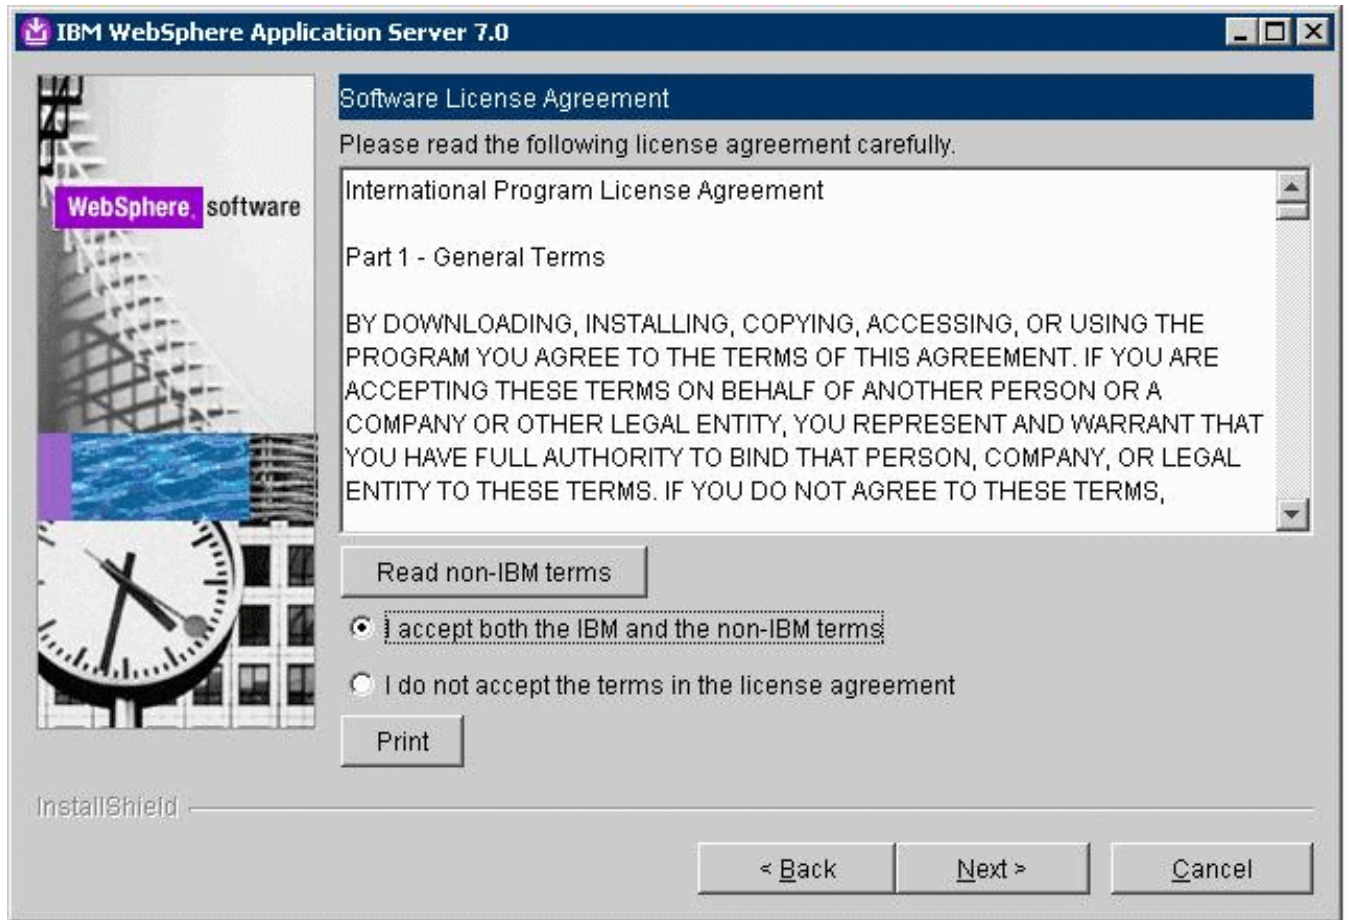 IBM WebSphere Application Server 7.0
Software License Agreement
Please read the following license agreement carefully.
WebSphere. software
International Program License Agreement
Part 1 - General Terms
BY DOWNLOADING, INSTALLING, COPYING, ACCESSING, OR USING THE
PROGRAM YOU AGREE TO THE TERMS OF THIS AGREEMENT. IF YOU ARE
ACCEPTING THESE TERMS ON BEHALF OF ANOTHER PERSON OR A
COMPANY OR OTHER LEGAL ENTITY, YOU REPRESENT AND WARRANT THAT
YOU HAVE FULL AUTHORITY TO BIND THAT PERSON, COMPANY, OR LEGAL
ENTITY TO THESE TERMS. IF YOU DO NOT AGREE TO THESE TERMS,
Read non-IBM terms
I accept both the IBM and the non-IBM terms
I do not accept the terms in the license agreement
Print
InstallShield
< Back
Next >
Cancel